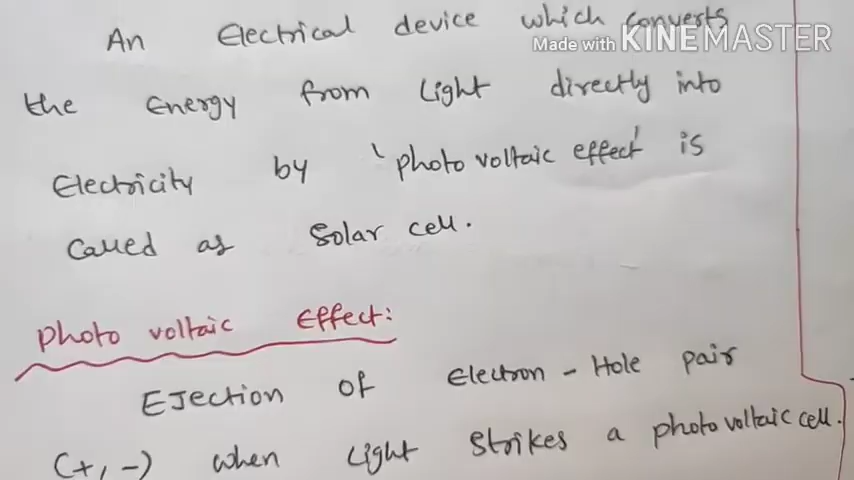 An Electrical device which converts
Made with KINEMASTER
the Energy from Light directly into
Electricity by 'photo voltaic effect' is
Called as Solar cell.
Photo voltaic Effect:
Ejection of Electron - Hole pair
(+, -) when Light strikes a photo voltaic cell.